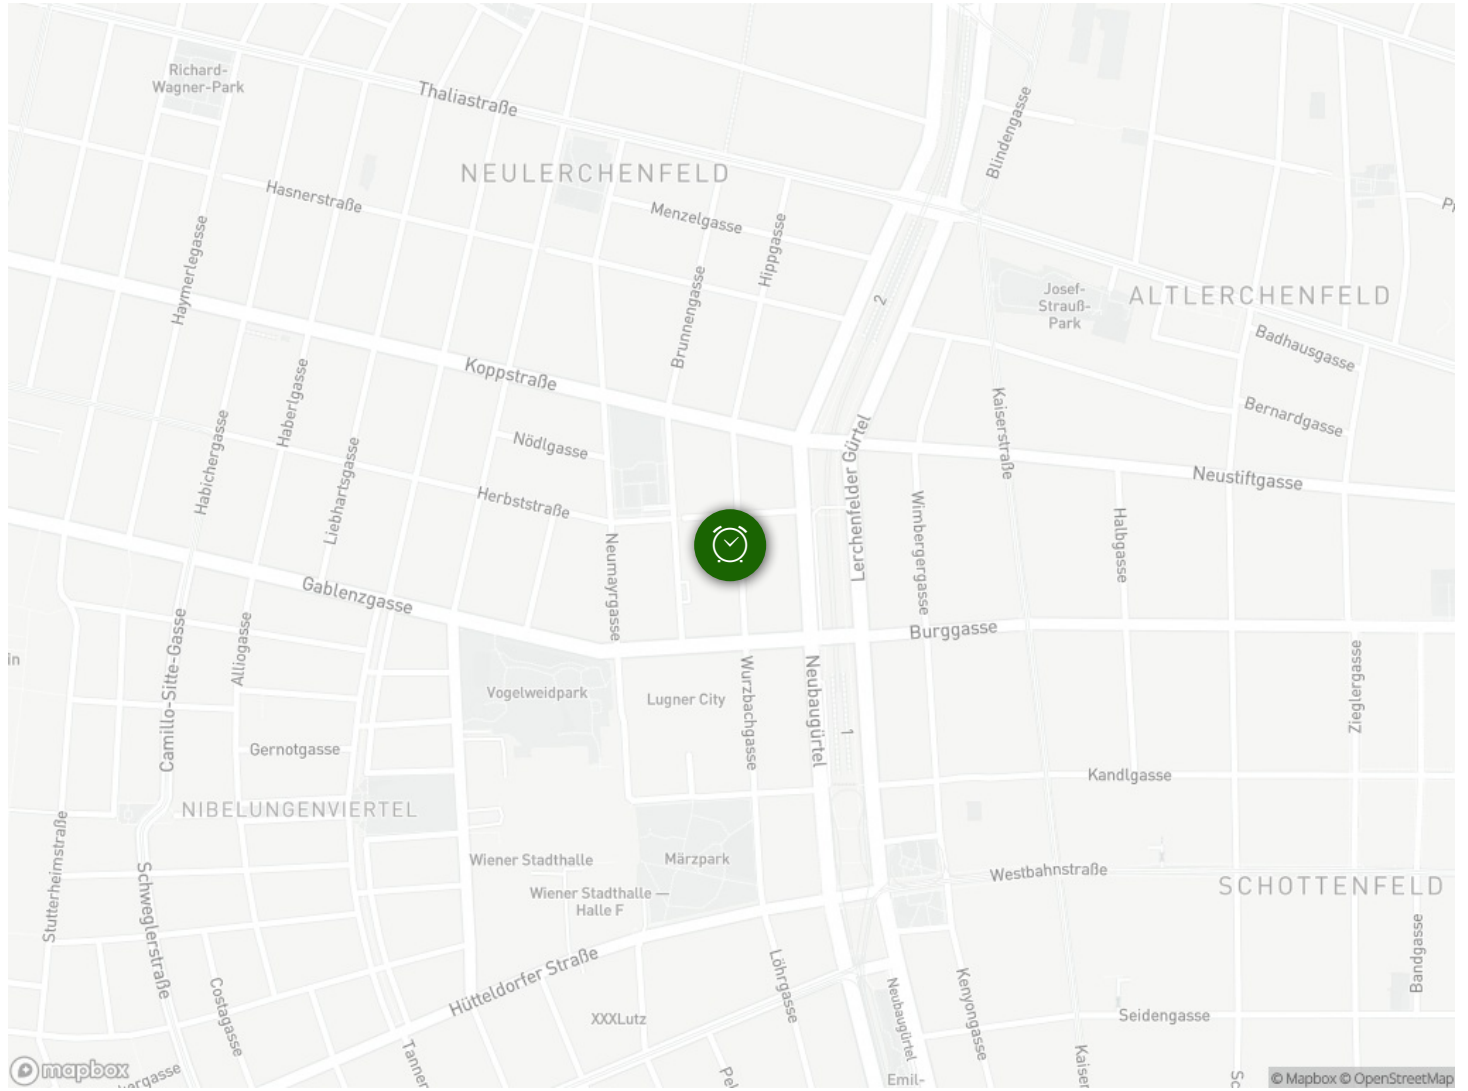 Richard-
Wagner-Park
Thaliastraße
NEULERCHENFELD
Blindengasse
Hasnerstraße
Menzelgasse
Hippgasse
Haymerlegasse
Brunnengasse
2
Josef-
Strauß-
Park
ALTLERCHENFELD
Badhausgasse
Koppstraße
Haberlgasse
Kaiserstraße
Bernardgasse
Nödlgasse
Habichergasse
Liebhartsgasse
Lerchenfelder Gürtel
Neustiftgasse
Herbststraße
Wimbergergasse
Halbgasse
Neumayrgasse
Gablenzgasse
Burggasse
Camillo-Sitte-Gasse
Alliogasse
Vogelweidpark
Lugner City
Wurzbachgasse
Neubaugürtel
1
Zieglergasse
Gernotgasse
Kandlgasse
NIBELUNGENVIERTEL
Stutterheimstraße
Wiener Stadthalle
Märzpark
Wiener Stadthalle —
Halle F
Westbahnstraße
SCHOTTENFELD
Schweglerstraße
Bandgasse
Hütteldorfer Straße
Löhrgasse
Costagasse
Neubaugürtel
Kenyongasse
XXXLutz
Seidengasse
Emil-
mapbox
© Mapbox © OpenStreetMap